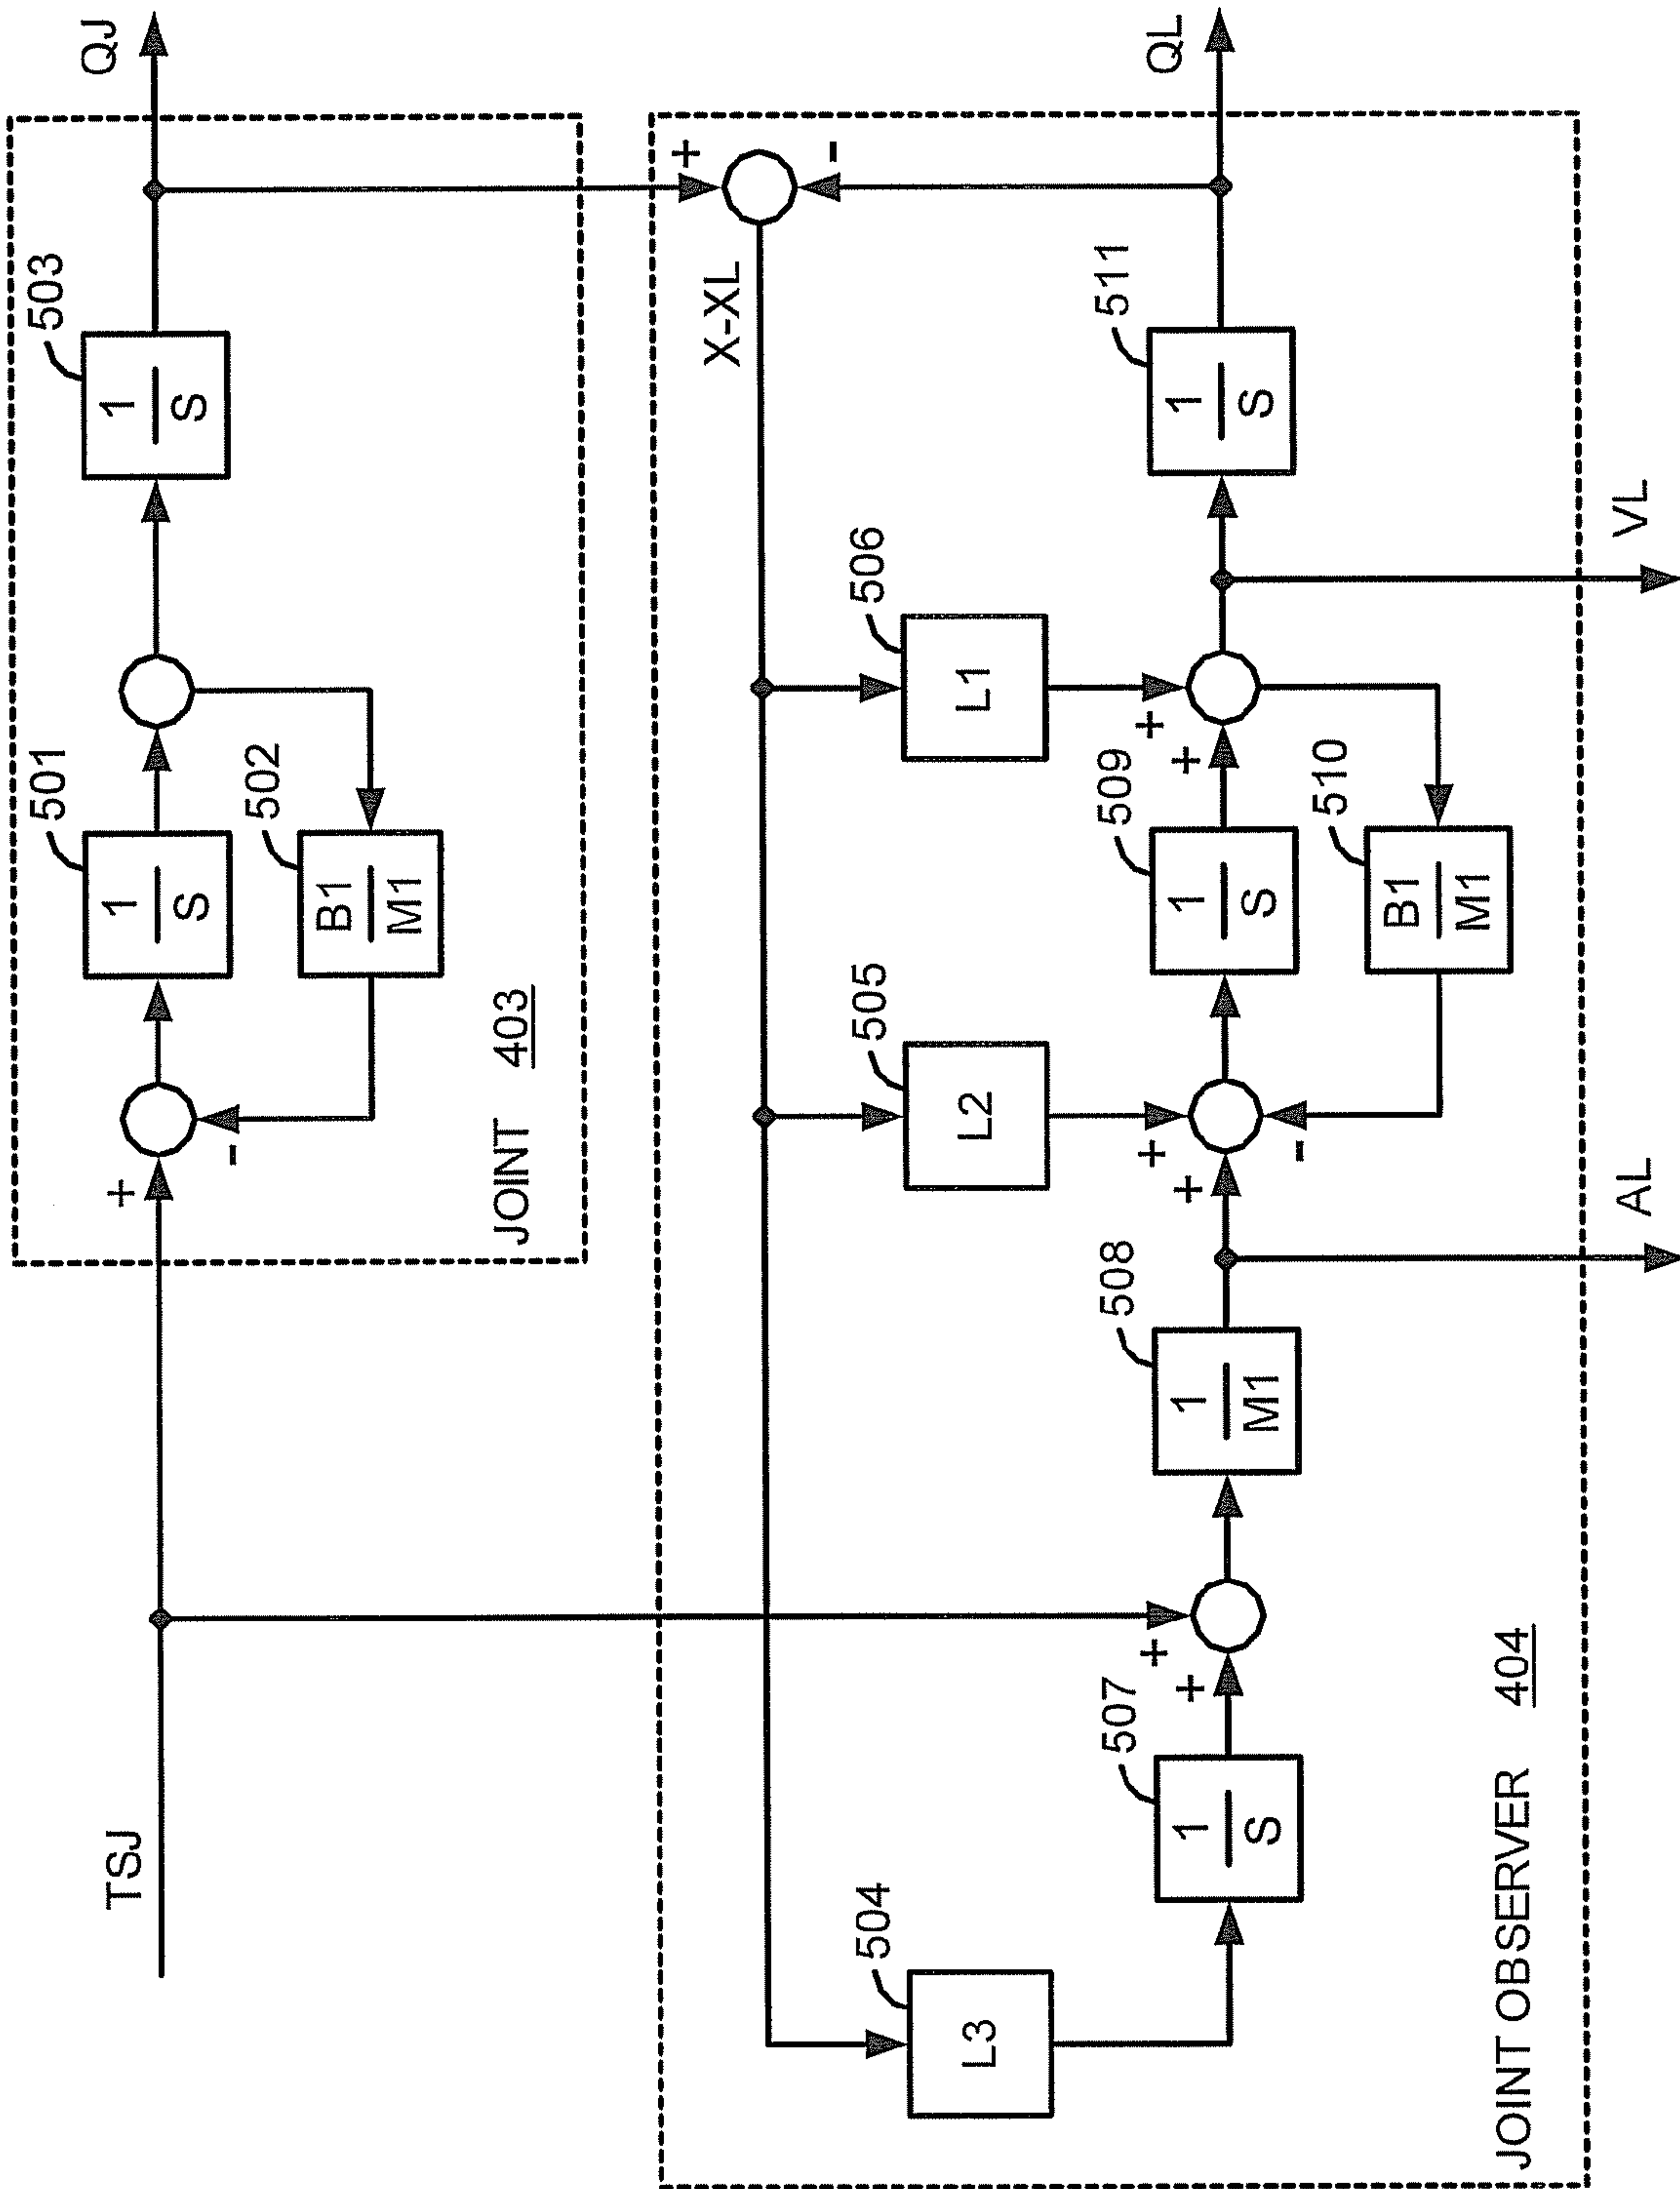 TSJ
QJ
501
1
S
502
B1
M1
503
1
S
+
-
JOINT 403
+
-
X-XL
504
L3
505
L2
506
L1
507
1
S
+
+
508
1
M1
+
+
-
509
1
S
+
+
510
B1
M1
511
1
S
QL
AL
VL
JOINT OBSERVER 404